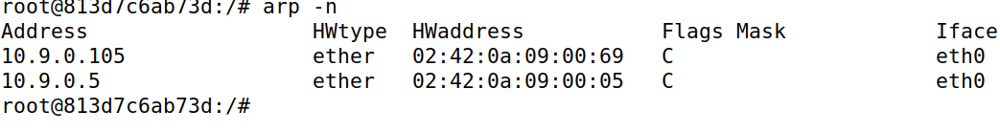 root@813d7c6ab73d:/# arp -n
Address                  HWtype  HWaddress           Flags Mask            Iface
10.9.0.105               ether   02:42:0a:09:00:69   C                     eth0
10.9.0.5                 ether   02:42:0a:09:00:05   C                     eth0
root@813d7c6ab73d:/#